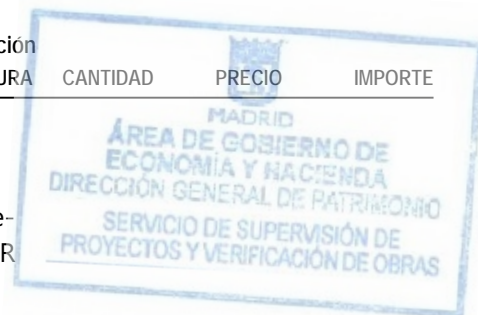 ción
URA CANTIDAD PRECIO IMPORTE
MADRID
ÁREA DE GOBIERNO DE
ECONOMÍA Y HACIENDA
DIRECCIÓN GENERAL DE PATRIMONIO
e-
SERVICIO DE SUPERVISIÓN DE
R
PROYECTOS Y VERIFICACIÓN DE OBRAS